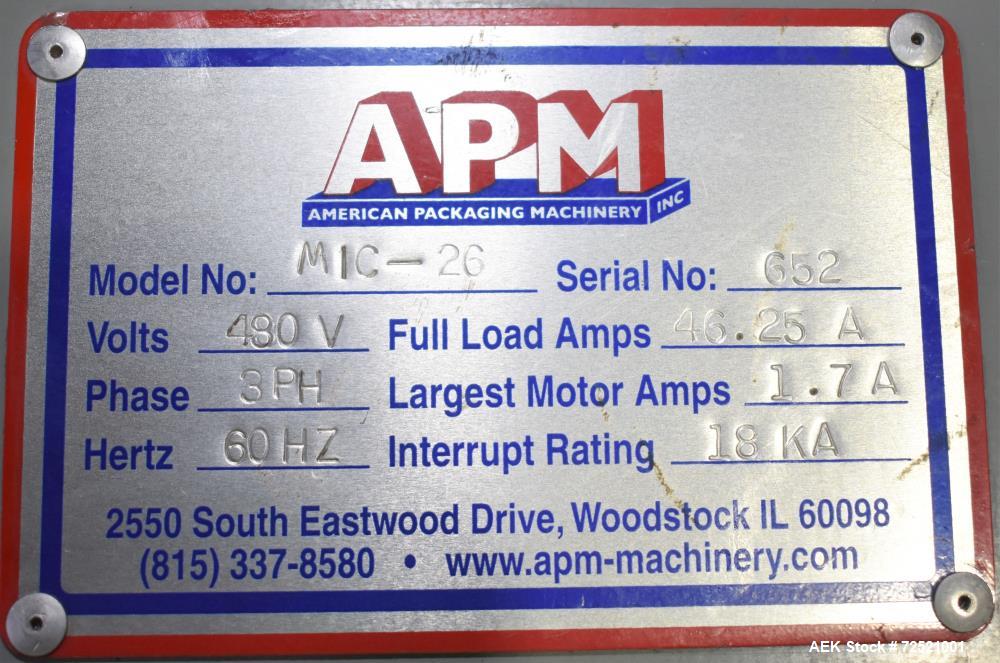 APM
AMERICAN PACKAGING MACHINERY INC
Model No: MIC-26 Serial No: 652
Volts 480 V Full Load Amps 46.25 A
Phase 3PH Largest Motor Amps 1.7 A
Hertz 60 HZ Interrupt Rating 18 KA
2550 South Eastwood Drive, Woodstock IL 60098
(815) 337-8580 • www.apm-machinery.com
AEK Stock # 72521001